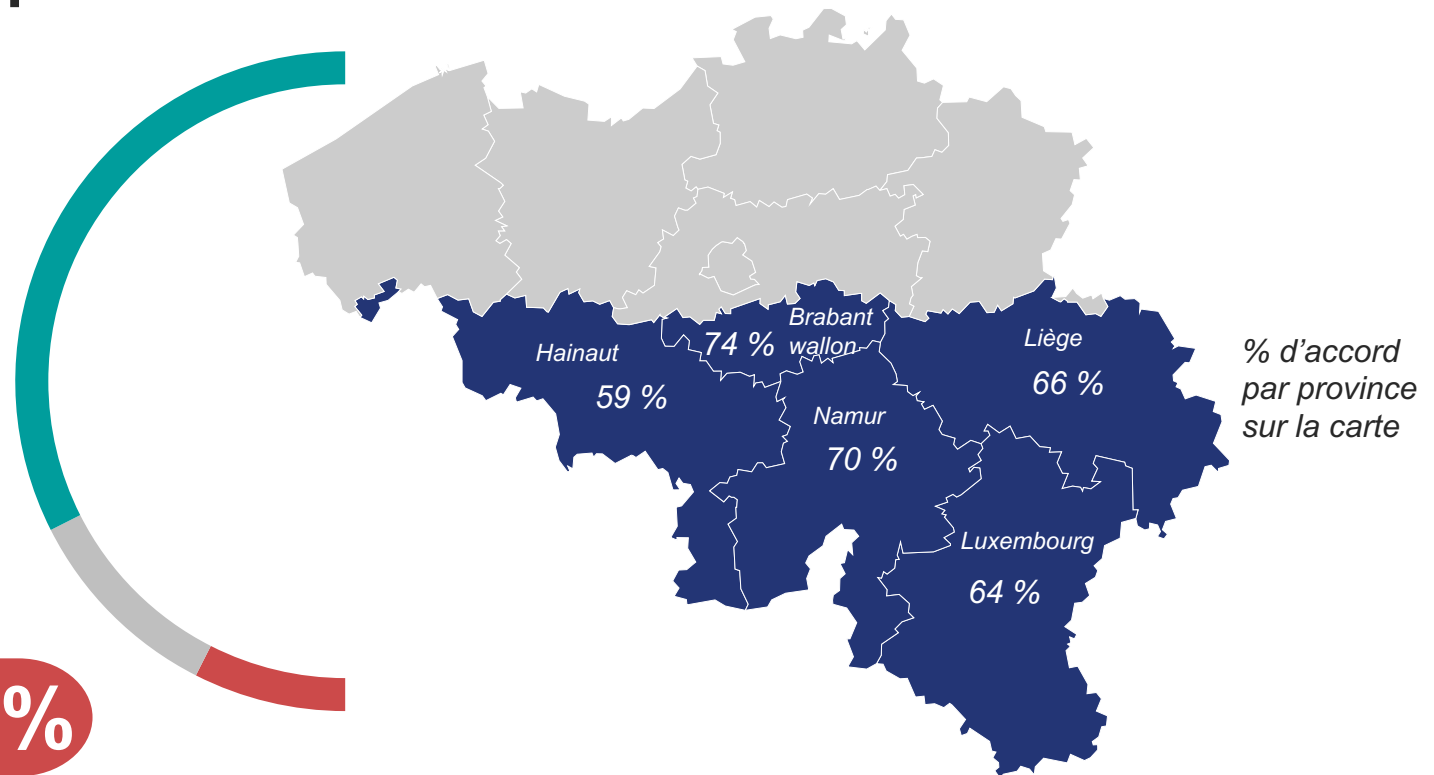 Brabant
wallon
74 %
Hainaut
59 %
Liège
66 %
Namur
70 %
Luxembourg
64 %
% d’accord
par province
sur la carte
%